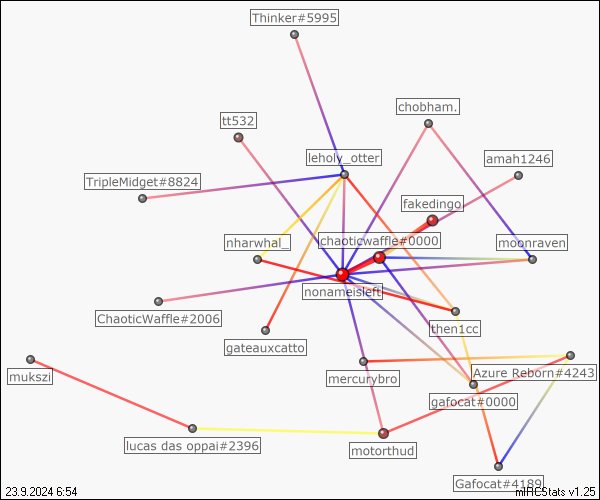 Thinker#5995
chobham.
tt532
leholy_otter
amah1246
TripleMidget#8824
fakedingo
nharwhal_
chaoticwaffle#0000
moonraven
nonameisleft
ChaoticWaffle#2006
then1cc
gateauxcatto
mukszi
mercurybro
Azure Reborn#4243
gafocat#0000
lucas das oppai#2396
motorthud
Gafocat#4189
23.9.2024 6:54
mIRCStats v1.25